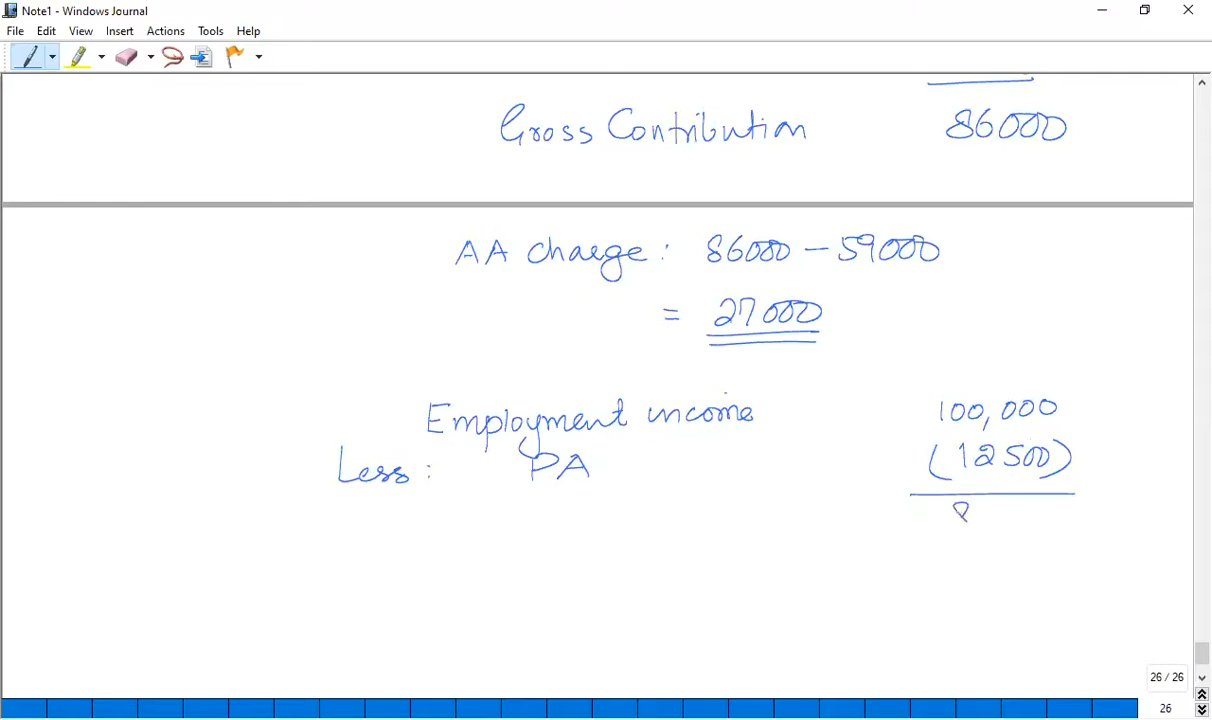 Note1 - Windows Journal
File Edit View Insert Actions Tools Help
Gross Contribution 86000
AA charge: 86000 - 59000
= 27000
Employment income 100,000
Less: PA (12500)
8
26 / 26
26